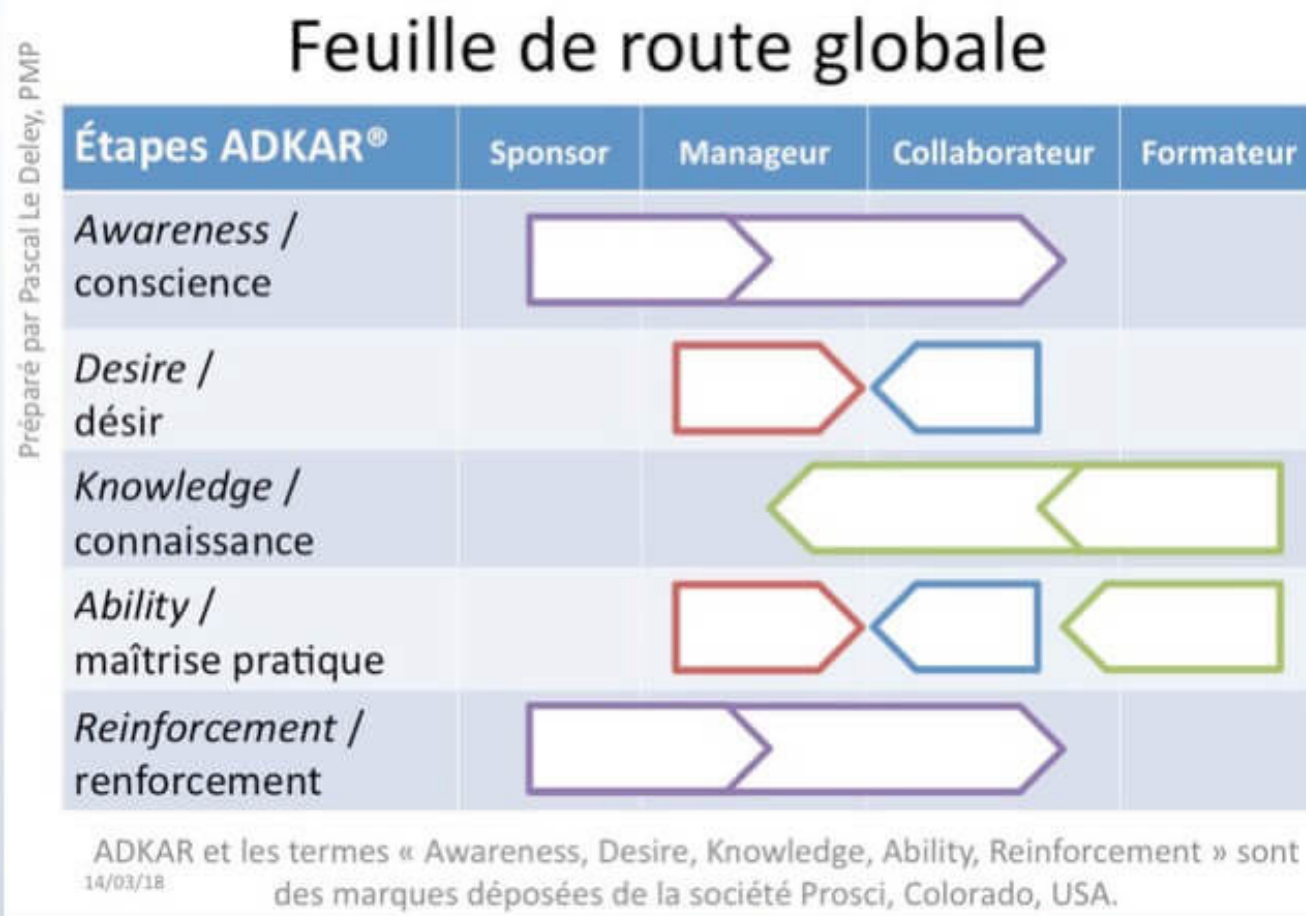 Feuille de route globale
Préparé par Pascal Le Deley, PMP
Étapes ADKAR® Sponsor Manageur Collaborateur Formateur
Awareness /
conscience
Desire /
désir
Knowledge /
connaissance
Ability /
maîtrise pratique
Reinforcement /
renforcement
ADKAR et les termes « Awareness, Desire, Knowledge, Ability, Reinforcement » sont
14/03/18
des marques déposées de la société Prosci, Colorado, USA.